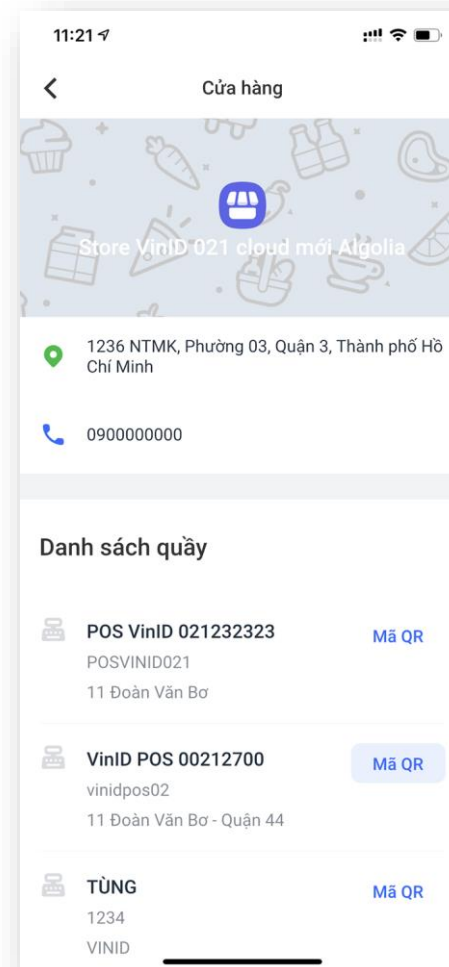 11:21
Cửa hàng
Store VinID 021 cloud mới Algolia
1236 NTMK, Phường 03, Quận 3, Thành phố Hồ
Chí Minh
0900000000
Danh sách quầy
POS VinID 021232323
Mã QR
POSVINID021
11 Đoàn Văn Bơ
VinID POS 00212700
Mã QR
vinidpos02
11 Đoàn Văn Bơ - Quận 44
TÙNG
Mã QR
1234
VINID